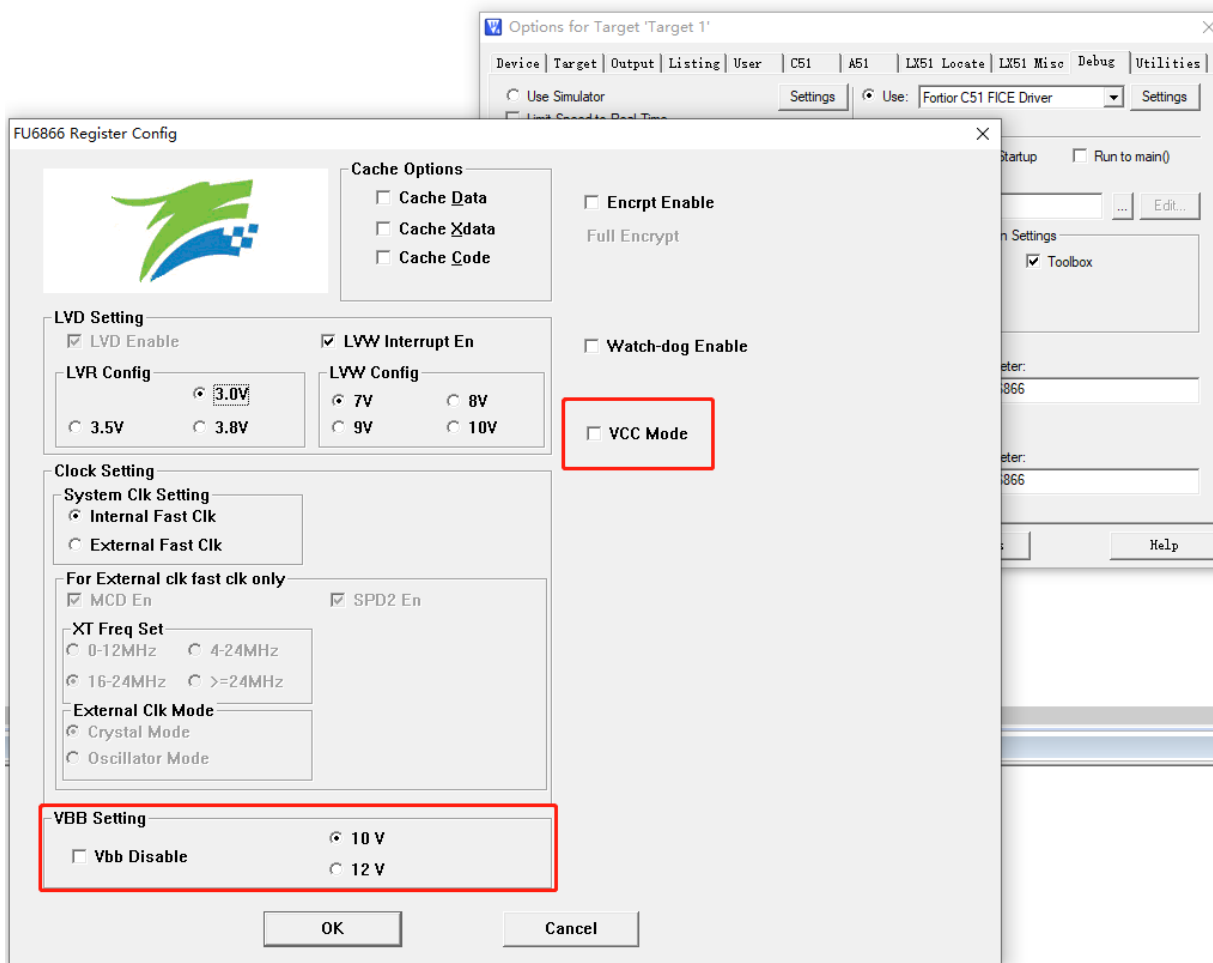 Options for Target 'Target 1'
Device Target Output Listing User C51 A51 LX51 Locate LX51 Misc Debug Utilities
Use Simulator Settings Use: Fortior C51 FICE Driver Settings
Limit Speed to Real-Time
FU6866 Register Config
Startup Run to main()
... Edit...
n Settings
Toolbox
eter:
6866
eter:
6866
Help
Cache Options
Cache Data
Cache Xdata
Cache Code
Encrpt Enable
Full Encrypt
LVD Setting
LVD Enable LVW Interrupt En
Watch-dog Enable
LVR Config LVW Config
3.0V 7V 8V
3.5V 3.8V 9V 10V
VCC Mode
Clock Setting
System Clk Setting
Internal Fast Clk
External Fast Clk
For External clk fast clk only
MCD En SPD2 En
XT Freq Set
0-12MHz 4-24MHz
16-24MHz >=24MHz
External Clk Mode
Crystal Mode
Oscillator Mode
VBB Setting
Vbb Disable 10 V
12 V
OK Cancel